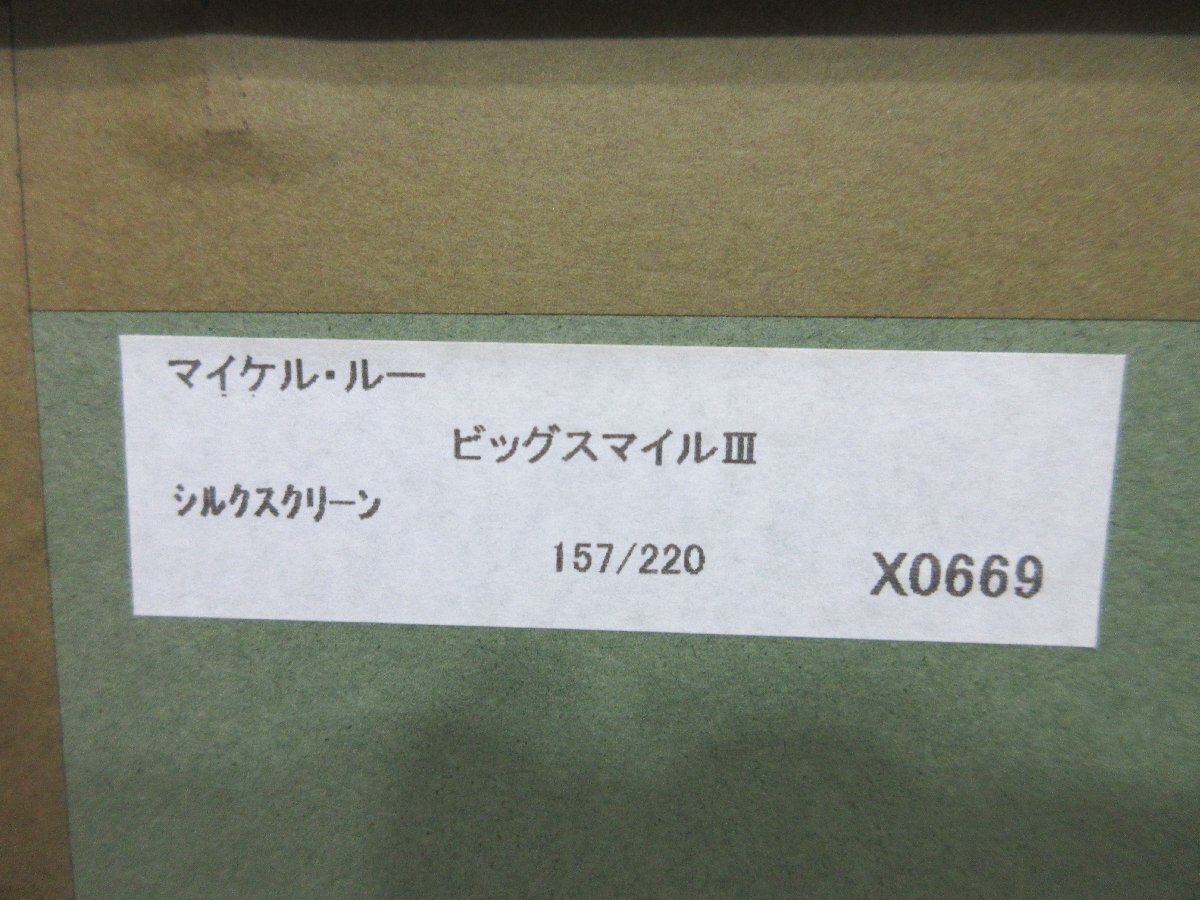 マイケル・ルー
ビッグスマイルⅢ
シルクスクリーン
157/220
X0669